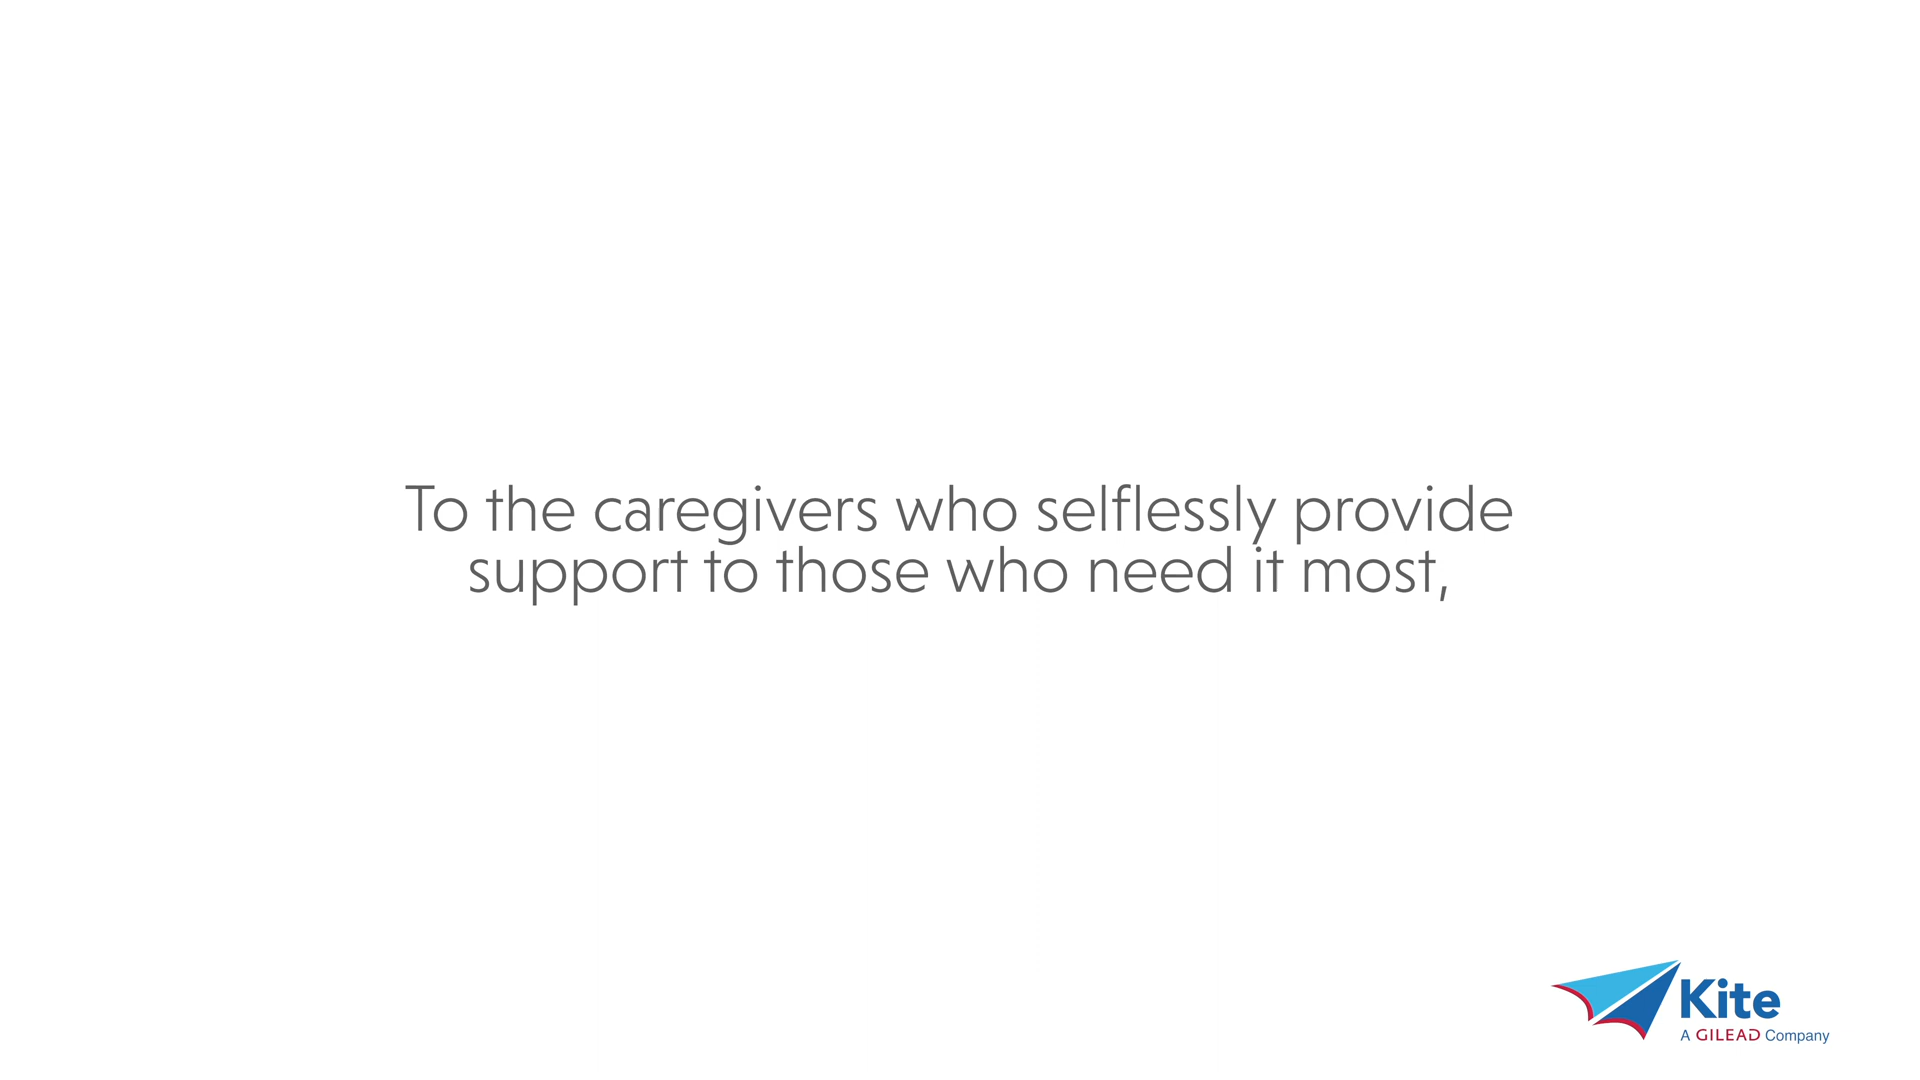 To the caregivers who selflessly provide
support to those who need it most,
Kite
A GILEAD Company